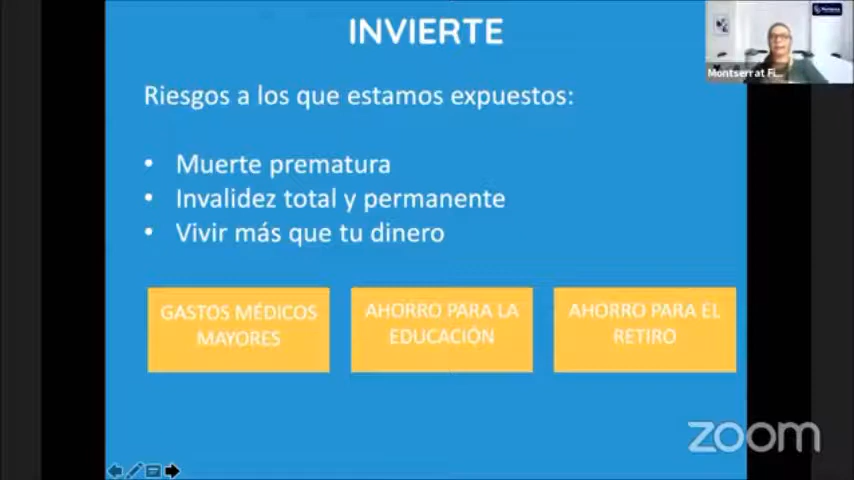 INVIERTE
Montserrat Fi...
Riesgos a los que estamos expuestos:
• Muerte prematura
• Invalidez total y permanente
• Vivir más que tu dinero
GASTOS MÉDICOS
MAYORES
AHORRO PARA LA
EDUCACIÓN
AHORRO PARA EL
RETIRO
zoom